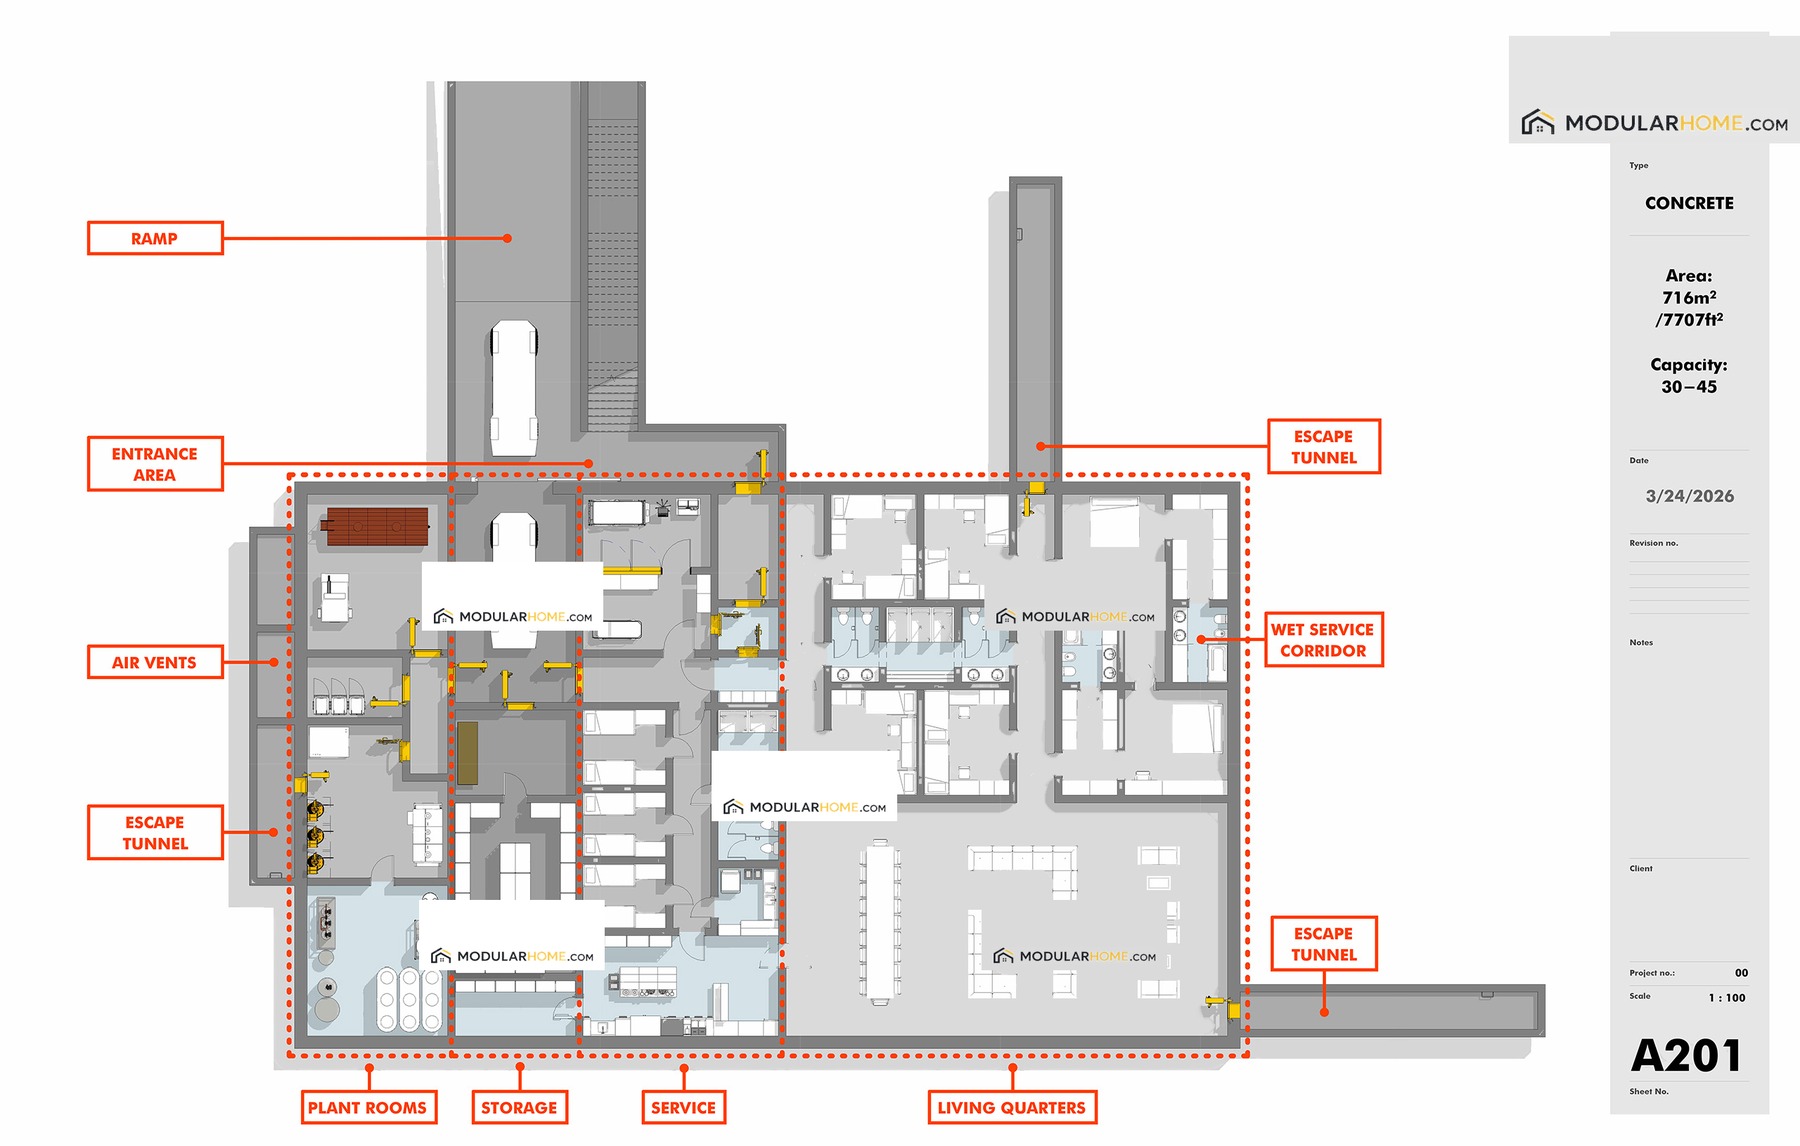 MODULARHOME.COM
Type
CONCRETE
Area:
716m²
/7707ft²
Capacity:
30–45
Date
3/24/2026
Revision no.
Notes
Client
Project no.: 00
Scale 1 : 100
A201
Sheet No.
RAMP
ENTRANCE
AREA
AIR VENTS
ESCAPE
TUNNEL
ESCAPE
TUNNEL
WET SERVICE
CORRIDOR
ESCAPE
TUNNEL
MODULARHOME.COM
MODULARHOME.COM
MODULARHOME.COM
MODULARHOME.COM
MODULARHOME.COM
PLANT ROOMS
STORAGE
SERVICE
LIVING QUARTERS